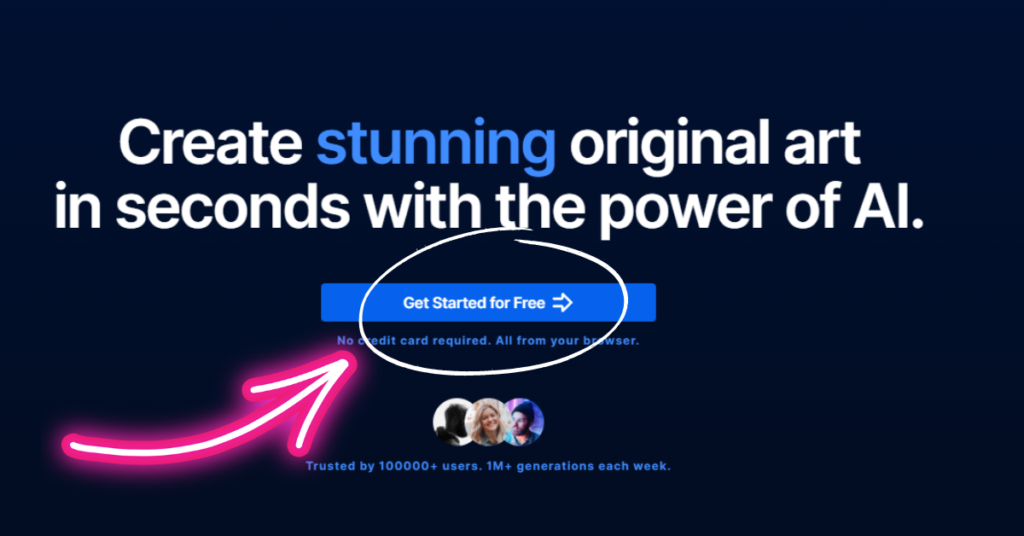 Create stunning original art
in seconds with the power of AI.
Get Started for Free
No credit card required. All from your browser.
Trusted by 100000+ users. 1M+ generations each week.